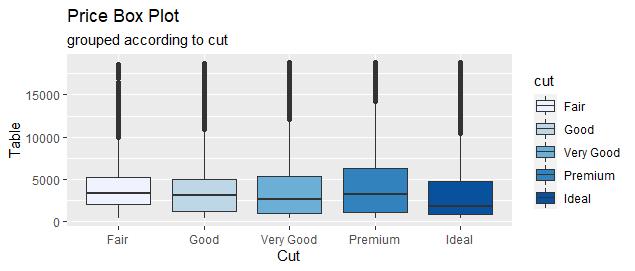 Price Box Plot
grouped according to cut
Table
15000
10000
5000
0
Fair
Good
Very Good
Premium
Ideal
Cut
cut
Fair
Good
Very Good
Premium
Ideal